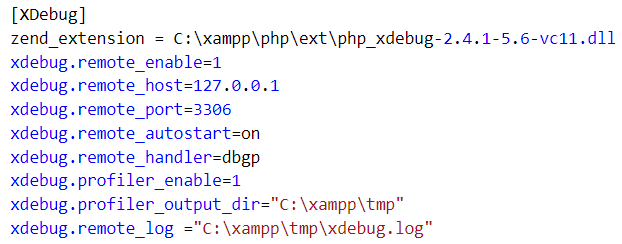 [XDebug]
zend_extension = C:\xampp\php\ext\php_xdebug-2.4.1-5.6-vc11.dll
xdebug.remote_enable=1
xdebug.remote_host=127.0.0.1
xdebug.remote_port=3306
xdebug.remote_autostart=on
xdebug.remote_handler=dbgp
xdebug.profiler_enable=1
xdebug.profiler_output_dir="C:\xampp\tmp"
xdebug.remote_log ="C:\xampp\tmp\xdebug.log"